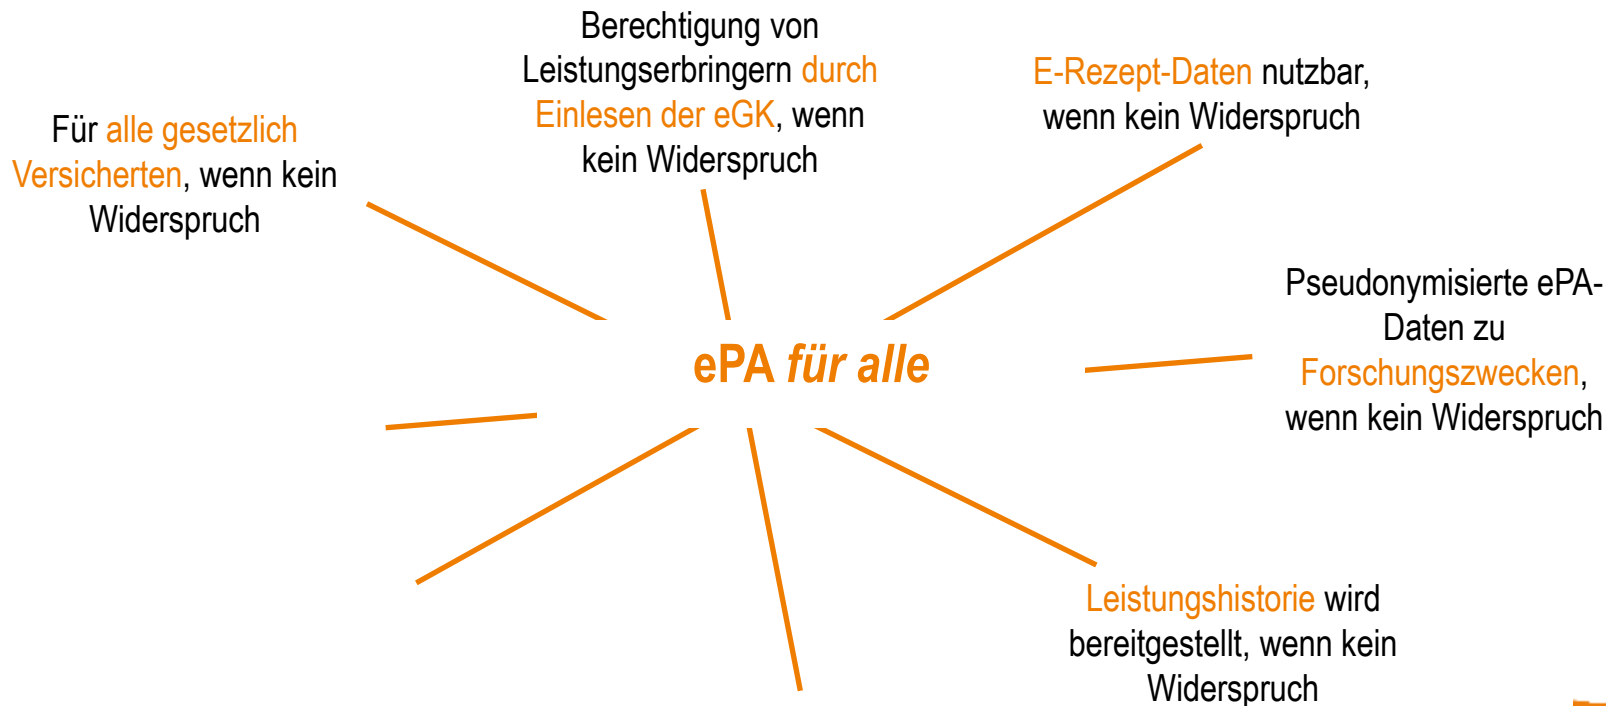 Berechtigung von
Leistungserbringern durch
Einlesen der eGK, wenn
kein Widerspruch
E-Rezept-Daten nutzbar,
wenn kein Widerspruch
Für alle gesetzlich
Versicherten, wenn kein
Widerspruch
Pseudonymisierte ePA-
Daten zu
Forschungszwecken,
wenn kein Widerspruch
ePA für alle
Leistungshistorie wird
bereitgestellt, wenn kein
Widerspruch